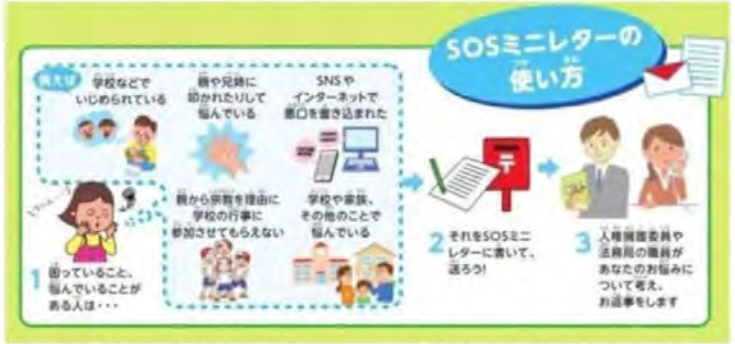 SOSミニレターの
使い方
例えば
学校などで
いじめられている
親や兄姉に
叩かれたりして
悩んでいる
SNSや
インターネットで
悪口を書き込まれた
親から宗教を理由に
学校の行事に
参加させてもらえない
学校や家族、
その他のことで
悩んでいる
1
困っていること、
悩んでいることが
ある人は・・・
2
それをSOSミニ
レターに書いて、
送ろう!
3
人権擁護委員や
法務局の職員が
あなたのお悩みに
ついて考え、
お返事をします